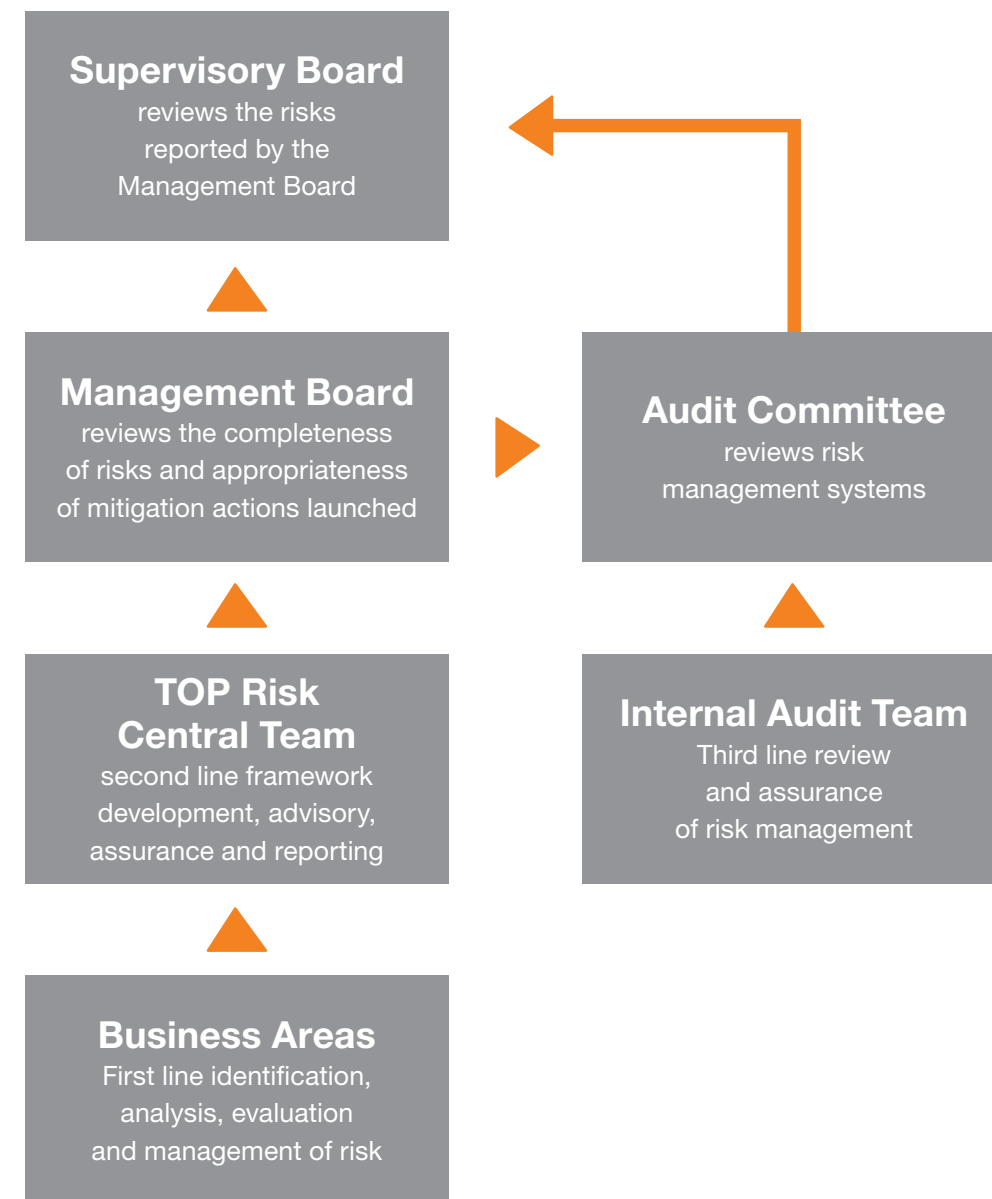 Supervisory Board
reviews the risks
reported by the
Management Board
Management Board
reviews the completeness
of risks and appropriateness
of mitigation actions launched
Audit Committee
reviews risk
management systems
TOP Risk
Central Team
second line framework
development, advisory,
assurance and reporting
Internal Audit Team
Third line review
and assurance
of risk management
Business Areas
First line identification,
analysis, evaluation
and management of risk